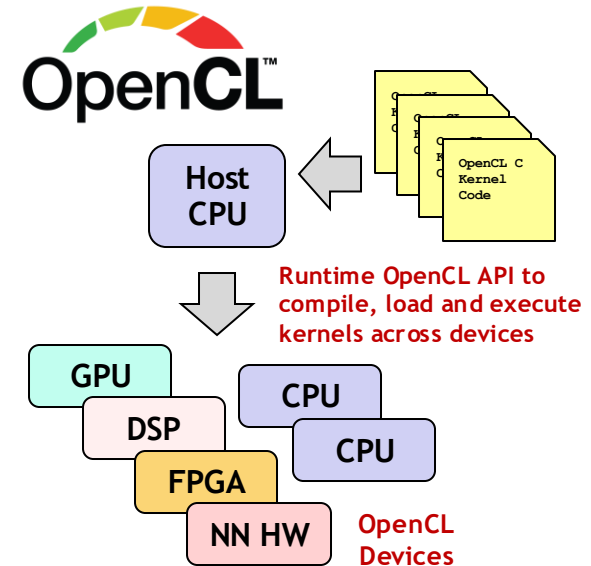 OpenCL™
OpenCL C
Kernel
Code
Host
CPU
Runtime OpenCL API to
compile, load and execute
kernels across devices
GPU
CPU
DSP
CPU
FPGA
NN HW
OpenCL
Devices